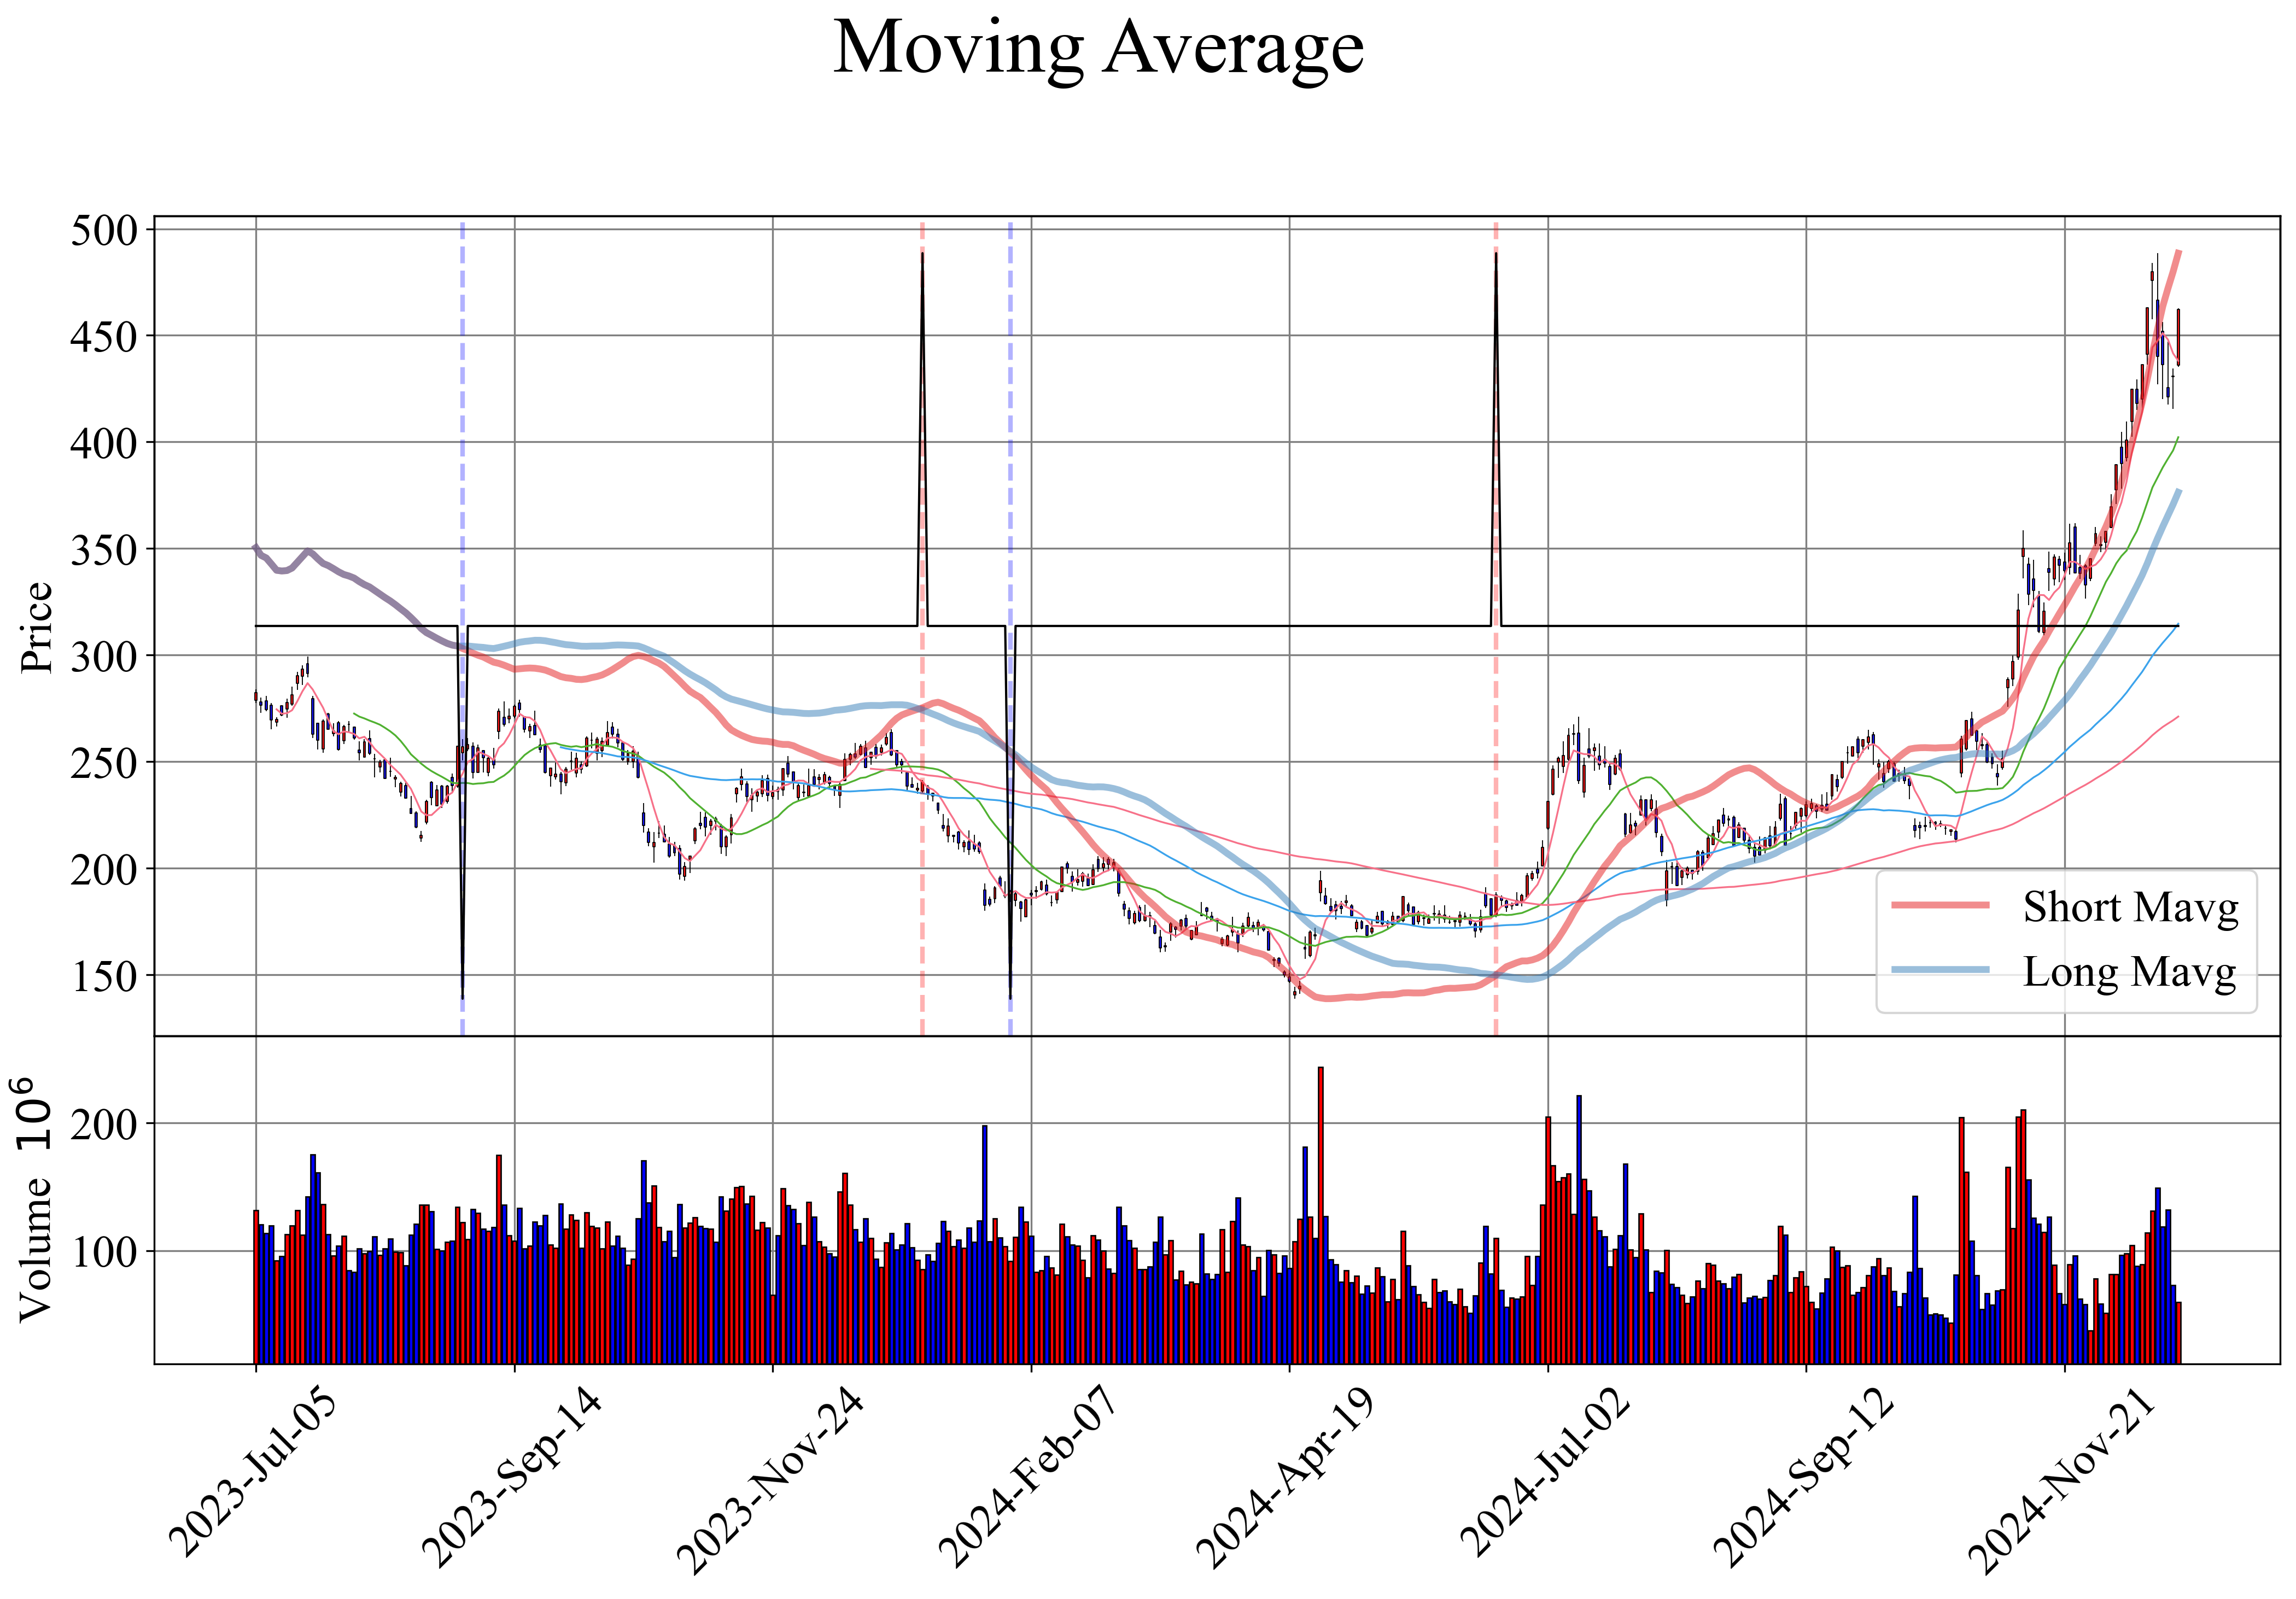 Moving Average
Price
500
450
400
350
300
250
200
150
Short Mavg
Long Mavg
Volume 10⁶
200
100
2023-Jul-05
2023-Sep-14
2023-Nov-24
2024-Feb-07
2024-Apr-19
2024-Jul-02
2024-Sep-12
2024-Nov-21